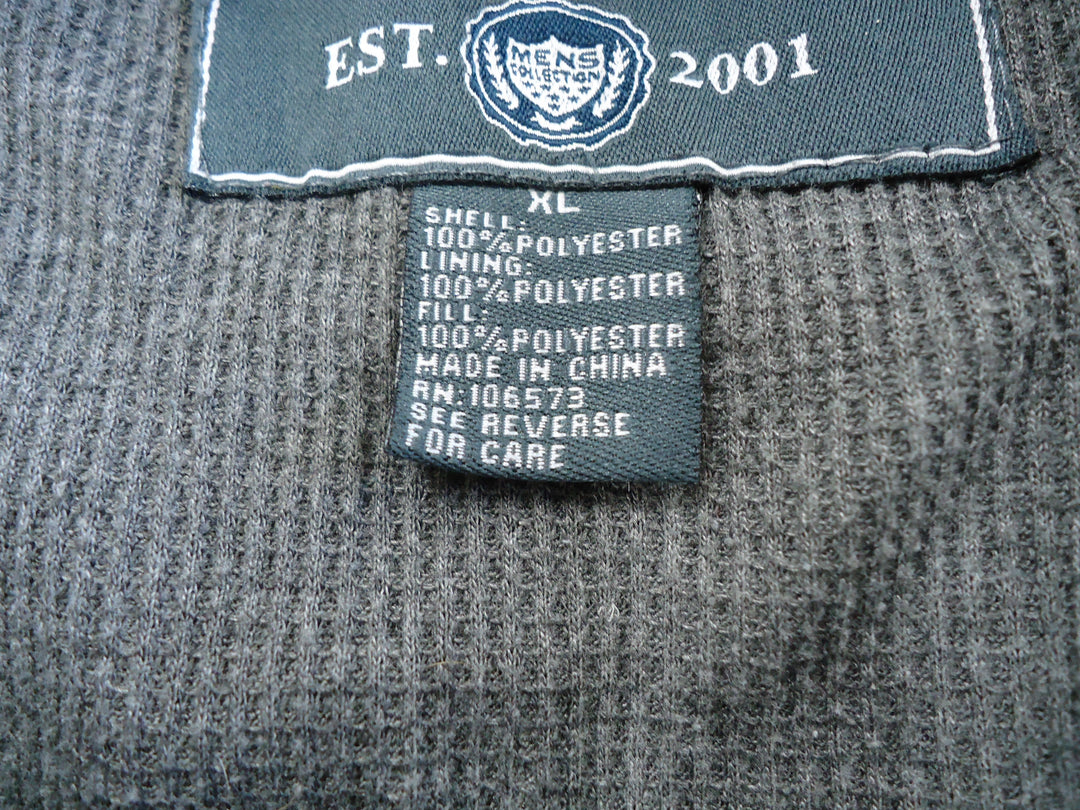 EST. 2001
MENS
COLLECTION
XL
SHELL:
100%POLYESTER
LINING:
100%POLYESTER
FILL:
100%POLYESTER
MADE IN CHINA
RN:106573
SEE REVERSE
FOR CARE